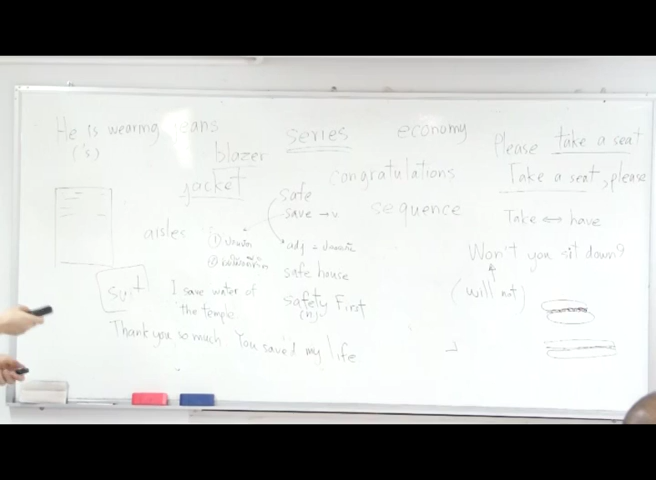 He is wearing jeans
('s)
blazer
jacket
series
economy
congratulations
sequence
Please take a seat
Take a seat, please
Take ↔ have
Won't you sit down?
(will not)
aisles
safe
save → v
adj =
safe house
safety First
(n)
suit
I save water of
the temple
Thank you so much You saved my life